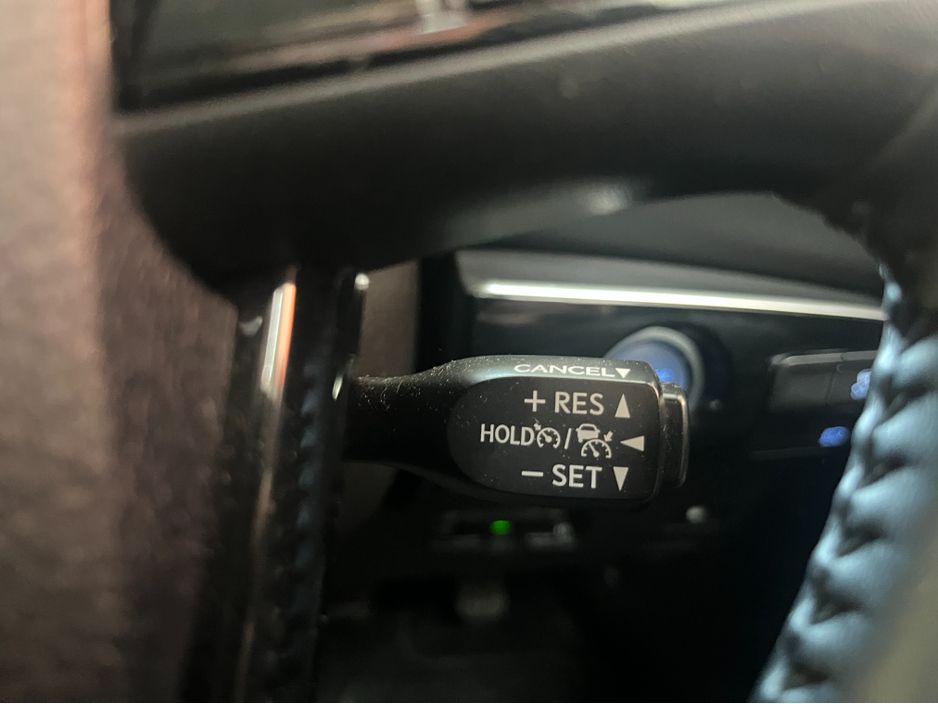 CANCEL▼
+ RES ▲
HOLD / ◀
− SET ▼